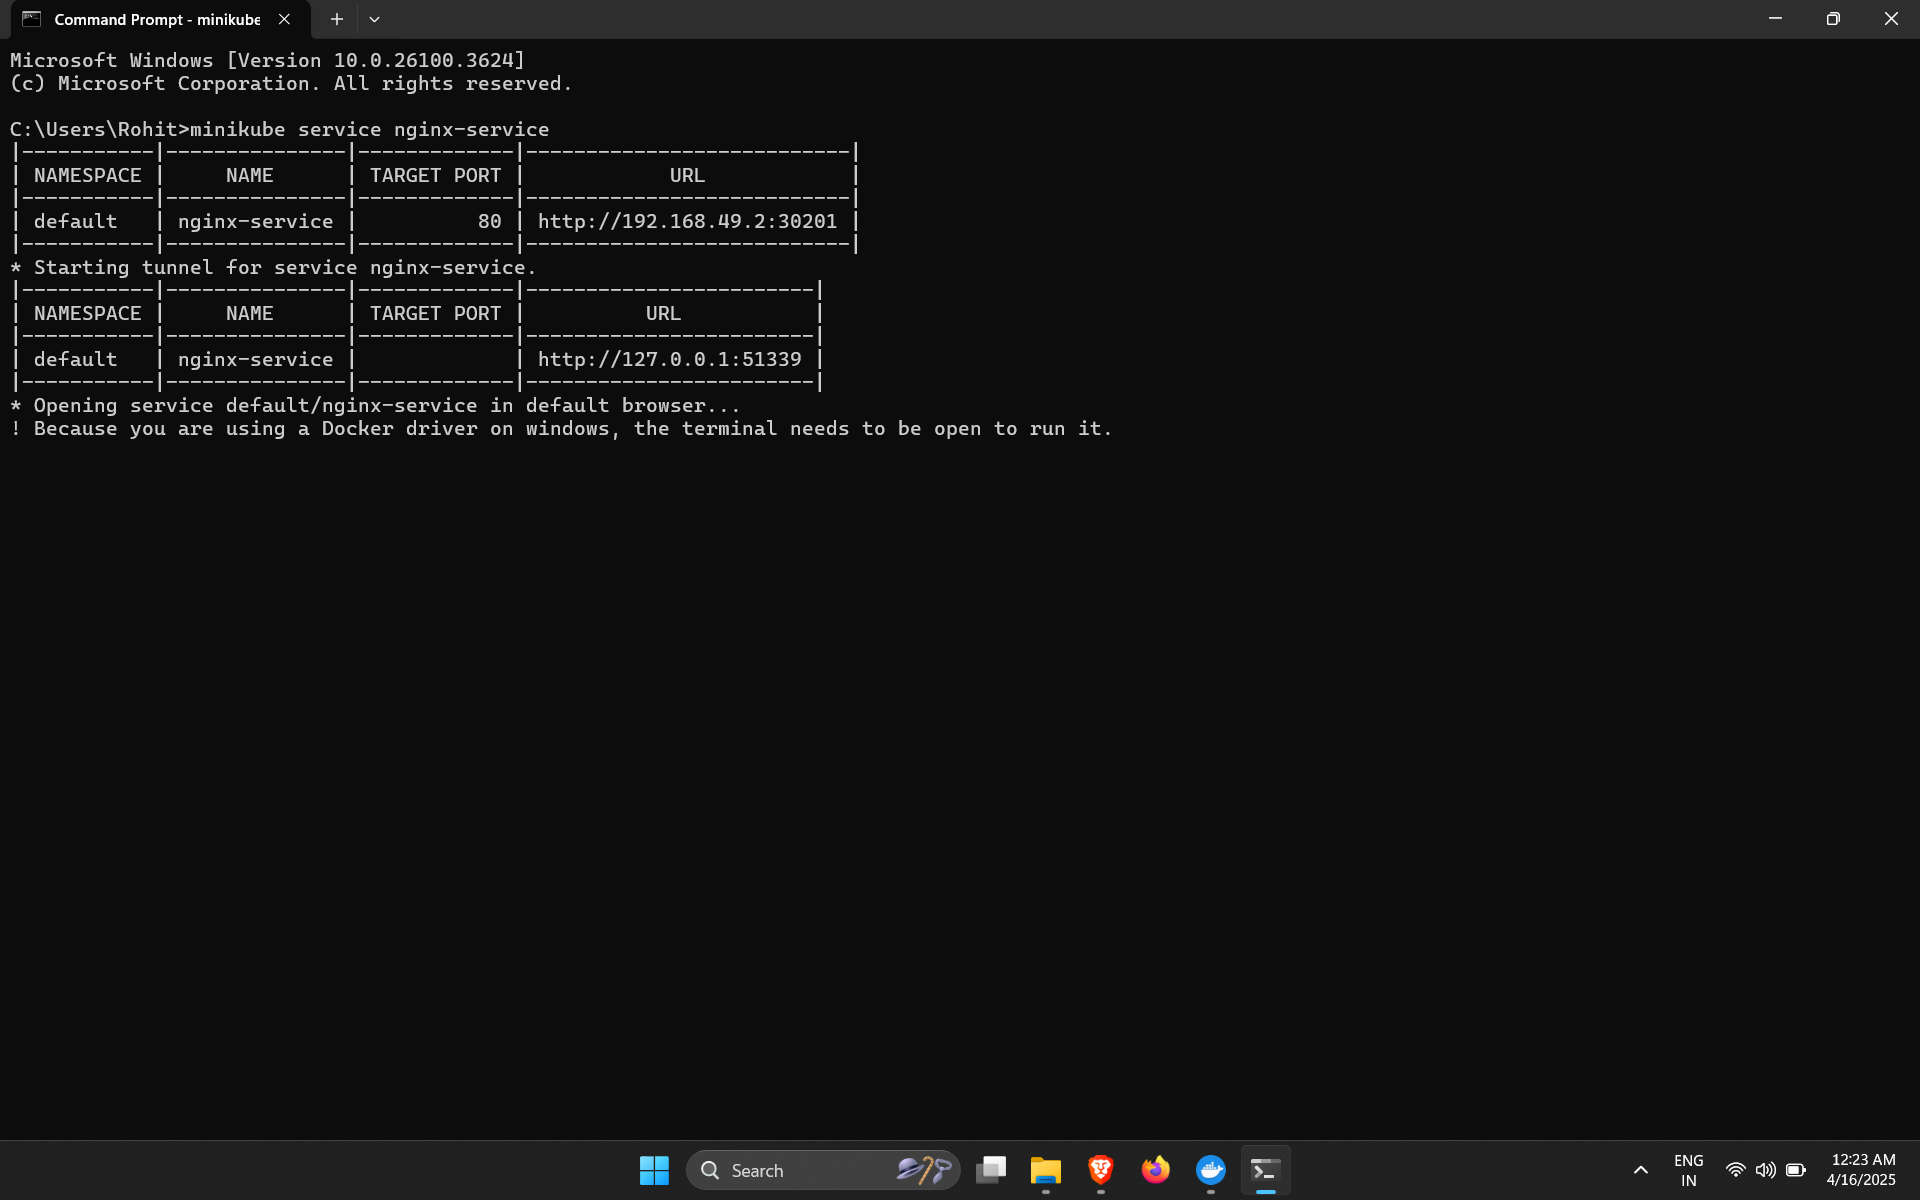 Command Prompt - minikube
Microsoft Windows [Version 10.0.26100.3624]
(c) Microsoft Corporation. All rights reserved.
C:\Users\Rohit>minikube service nginx-service
|-----------|---------------|-------------|---------------------------|
| NAMESPACE |     NAME      | TARGET PORT |            URL            |
|-----------|---------------|-------------|---------------------------|
| default   | nginx-service |          80 | http://192.168.49.2:30201 |
|-----------|---------------|-------------|---------------------------|
* Starting tunnel for service nginx-service.
|-----------|---------------|-------------|------------------------|
| NAMESPACE |     NAME      | TARGET PORT |          URL           |
|-----------|---------------|-------------|------------------------|
| default   | nginx-service |             | http://127.0.0.1:51339 |
|-----------|---------------|-------------|------------------------|
* Opening service default/nginx-service in default browser...
! Because you are using a Docker driver on windows, the terminal needs to be open to run it.
Search
ENG
IN
12:23 AM
4/16/2025